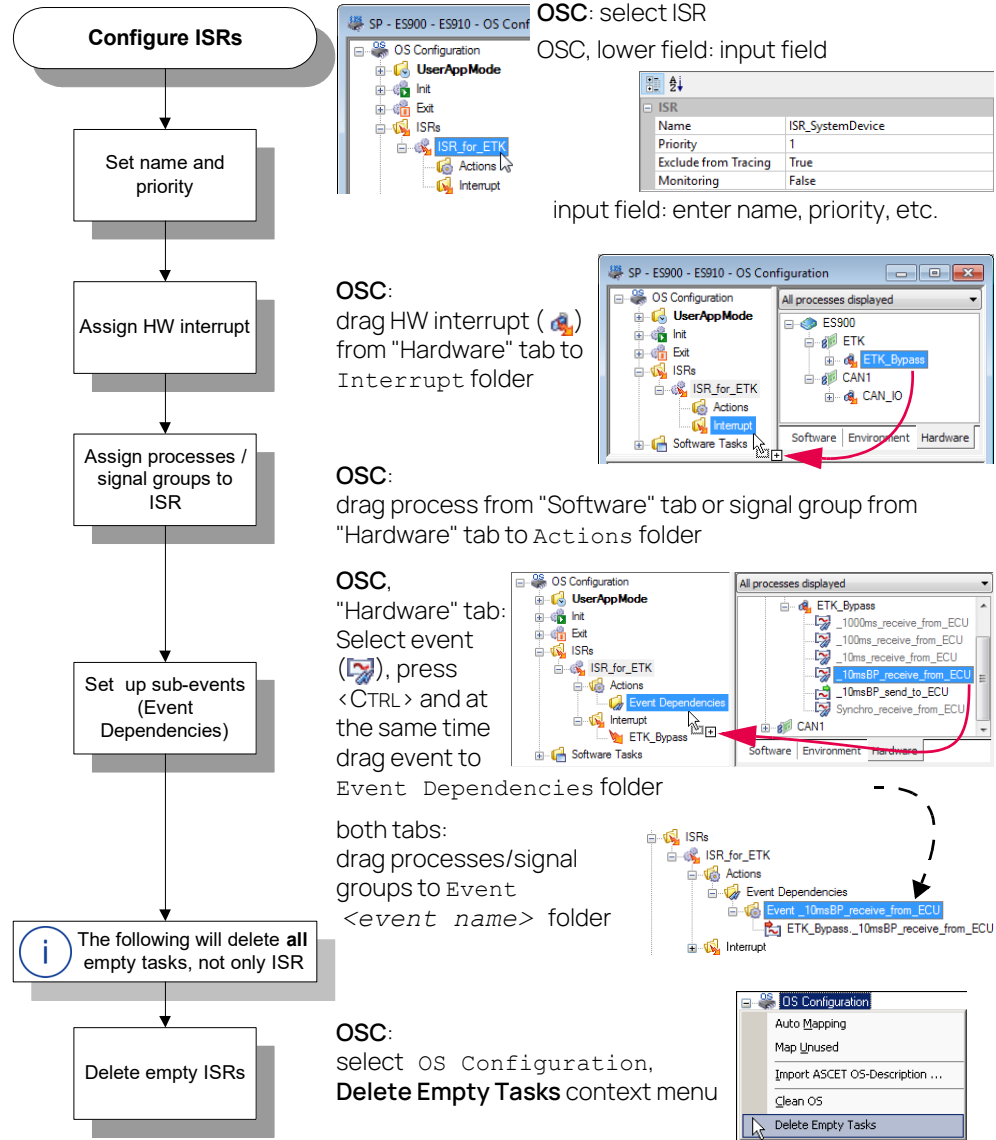 Configure ISRs
SP - ES900 - ES910 - OS Conf
OS Configuration
UserAppMode
Init
Exit
ISRs
ISR_for_ETK
Actions
Interrupt
OSC: select ISR
OSC, lower field: input field
ISR
Name ISR_SystemDevice
Priority 1
Exclude from Tracing True
Monitoring False
input field: enter name, priority, etc.
Set name and
priority
Assign HW interrupt
OSC:
drag HW interrupt ( )
from "Hardware" tab to
Interrupt folder
SP - ES900 - ES910 - OS Configuration
OS Configuration
UserAppMode
Init
Exit
ISRs
ISR_for_ETK
Actions
Interrupt
Software Tasks
All processes displayed
ES900
ETK
ETK_Bypass
CAN1
CAN_IO
Software Environment Hardware
Assign processes /
signal groups to
ISR
OSC:
drag process from "Software" tab or signal group from
"Hardware" tab to Actions folder
Set up sub-events
(Event
Dependencies)
OSC,
"Hardware" tab:
Select event
( ), press
<CTRL> and at
the same time
drag event to
Event Dependencies folder
OS Configuration
UserAppMode
Init
Exit
ISRs
ISR_for_ETK
Actions
Event Dependencies
Interrupt
ETK_Bypass
Software Tasks
All processes displayed
ETK_Bypass
_1000ms_receive_from_ECU
_100ms_receive_from_ECU
_10ms_receive_from_ECU
_10msBP_receive_from_ECU
_10msBP_send_to_ECU
Synchro_receive_from_ECU
CAN1
Software Environment Hardware
both tabs:
drag processes/signal
groups to Event
<event name> folder
ISRs
ISR_for_ETK
Actions
Event Dependencies
Event _10msBP_receive_from_ECU
ETK_Bypass._10msBP_receive_from_ECU
Interrupt
i
The following will delete all
empty tasks, not only ISR
Delete empty ISRs
OSC:
select OS Configuration,
Delete Empty Tasks context menu
OS Configuration
Auto Mapping
Map Unused
Import ASCET OS-Description ...
Clean OS
Delete Empty Tasks